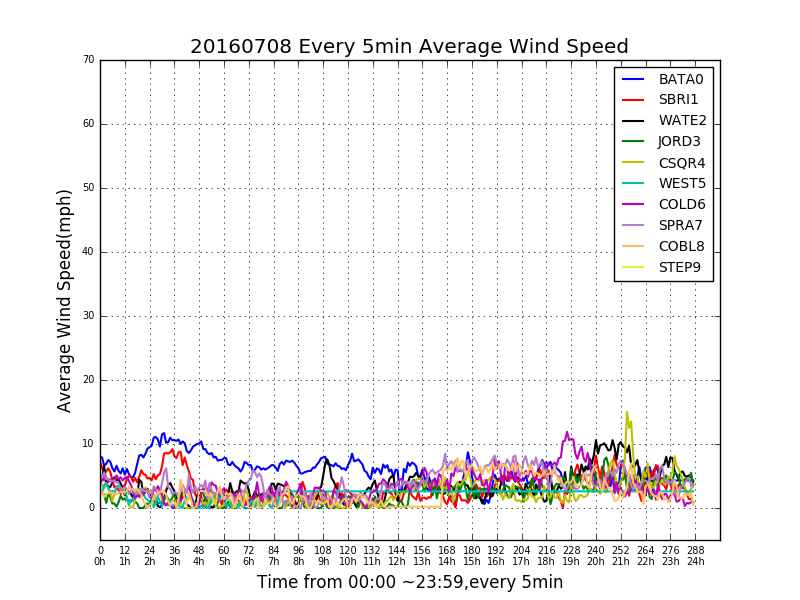 20160708 Every 5min Average Wind Speed
70
60
50
40
30
20
10
0
Average Wind Speed(mph)
BATA0
SBRI1
WATE2
JORD3
CSQR4
WEST5
COLD6
SPRA7
COBL8
STEP9
0 12 24 36 48 60 72 84 96 108 120 132 144 156 168 180 192 204 216 228 240 252 264 276 288
0h 1h 2h 3h 4h 5h 6h 7h 8h 8h 10h 11h 12h 13h 14h 15h 16h 17h 18h 19h 20h 21h 22h 23h 24h
Time from 00:00 ~23:59,every 5min